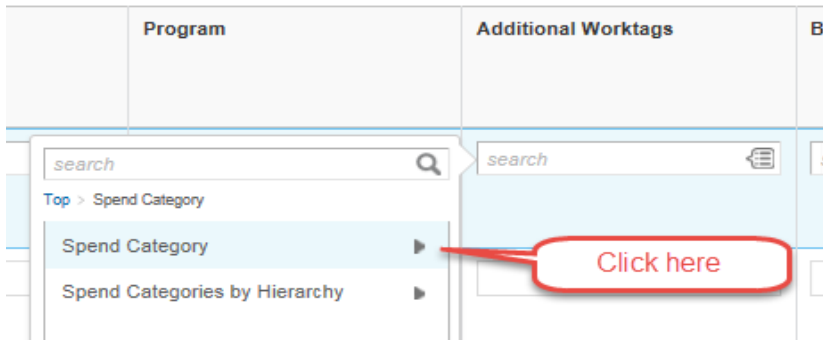 Program
Additional Worktags
B
search
search
Top > Spend Category
Spend Category
Click here
Spend Categories by Hierarchy